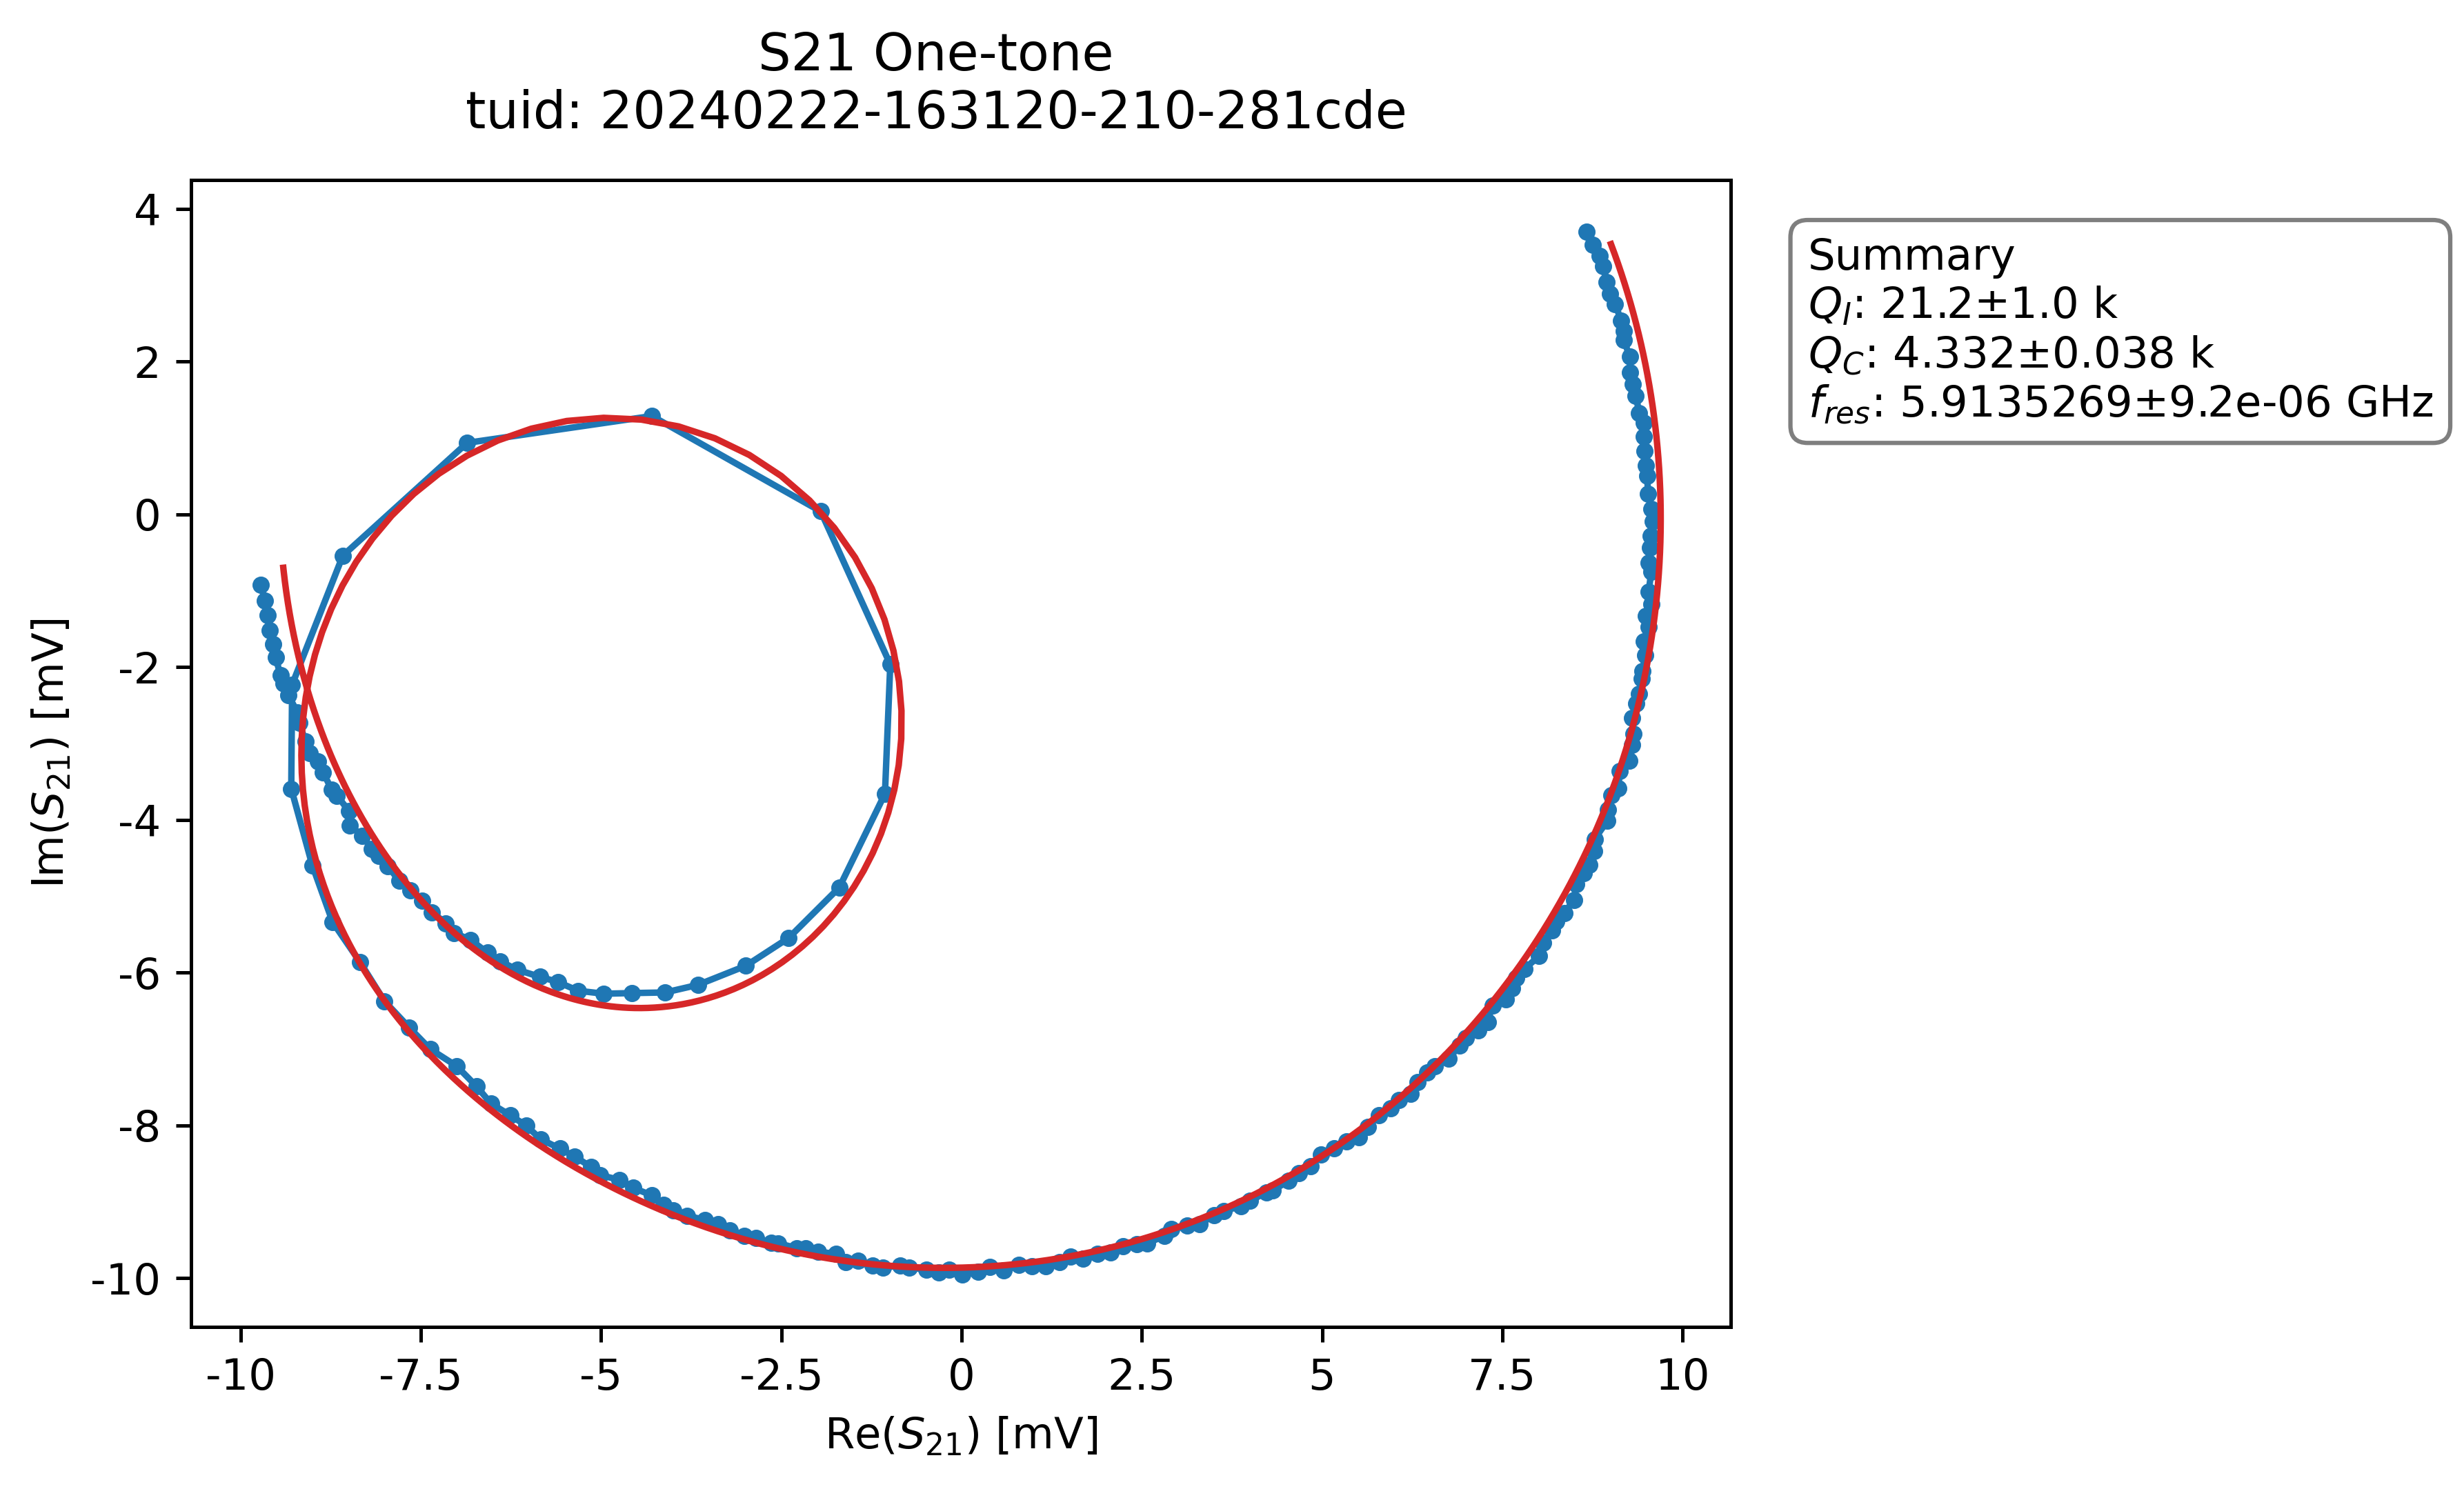 S21 One-tone
tuid: 20240222-163120-210-281cde
4
2
0
-2
-4
-6
-8
-10
Im(S21) [mV]
-10 -7.5 -5 -2.5 0 2.5 5 7.5 10
Re(S21) [mV]
Summary
QI: 21.2±1.0 k
QC: 4.332±0.038 k
fres: 5.9135269±9.2e-06 GHz